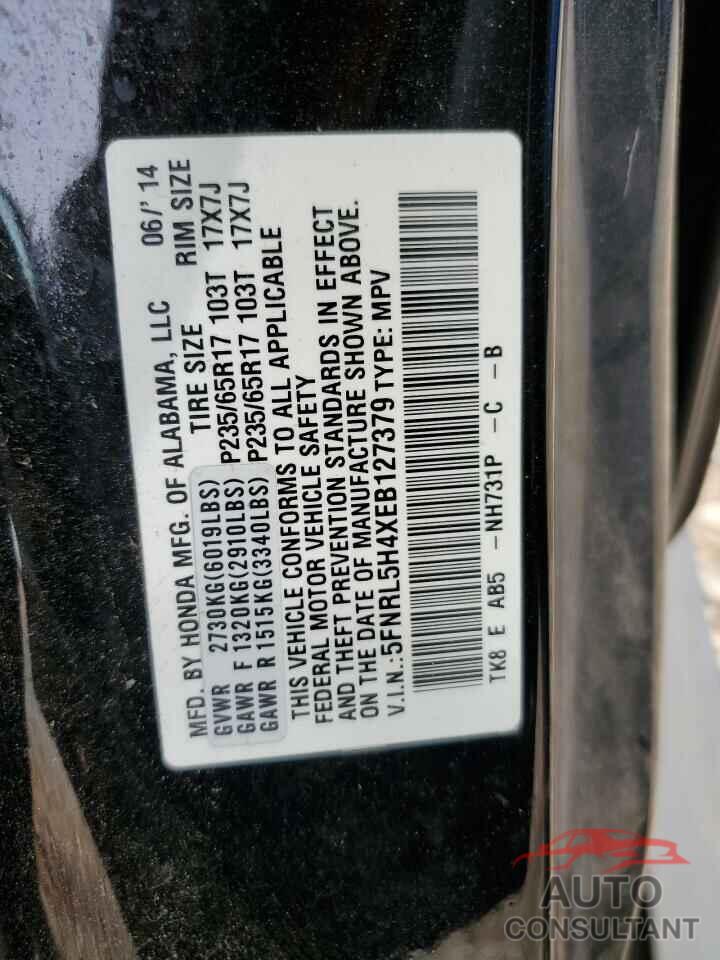 MFD. BY HONDA MFG. OF ALABAMA, LLC 06/' 14
TIRE SIZE RIM SIZE
GVWR 2730KG(6019LBS)
GAWR F 1320KG(2910LBS) P235/65R17 103T 17X7J
GAWR R 1515KG(3340LBS) P235/65R17 103T 17X7J
THIS VEHICLE CONFORMS TO ALL APPLICABLE
FEDERAL MOTOR VEHICLE SAFETY
AND THEFT PREVENTION STANDARDS IN EFFECT
ON THE DATE OF MANUFACTURE SHOWN ABOVE.
V.I.N.:5FNRL5H4XEB127379 TYPE: MPV
TK8 E AB5 -NH731P -C -B
AUTO
CONSULTANT